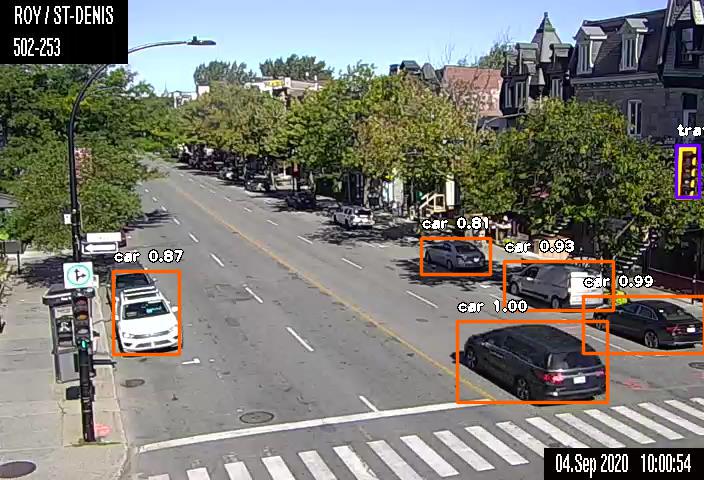 ROY / ST-DENIS
502-253
traf
car 0.81
car 0.93
car 0.87
car 0.99
car 1.00
04.Sep 2020 10:00:54